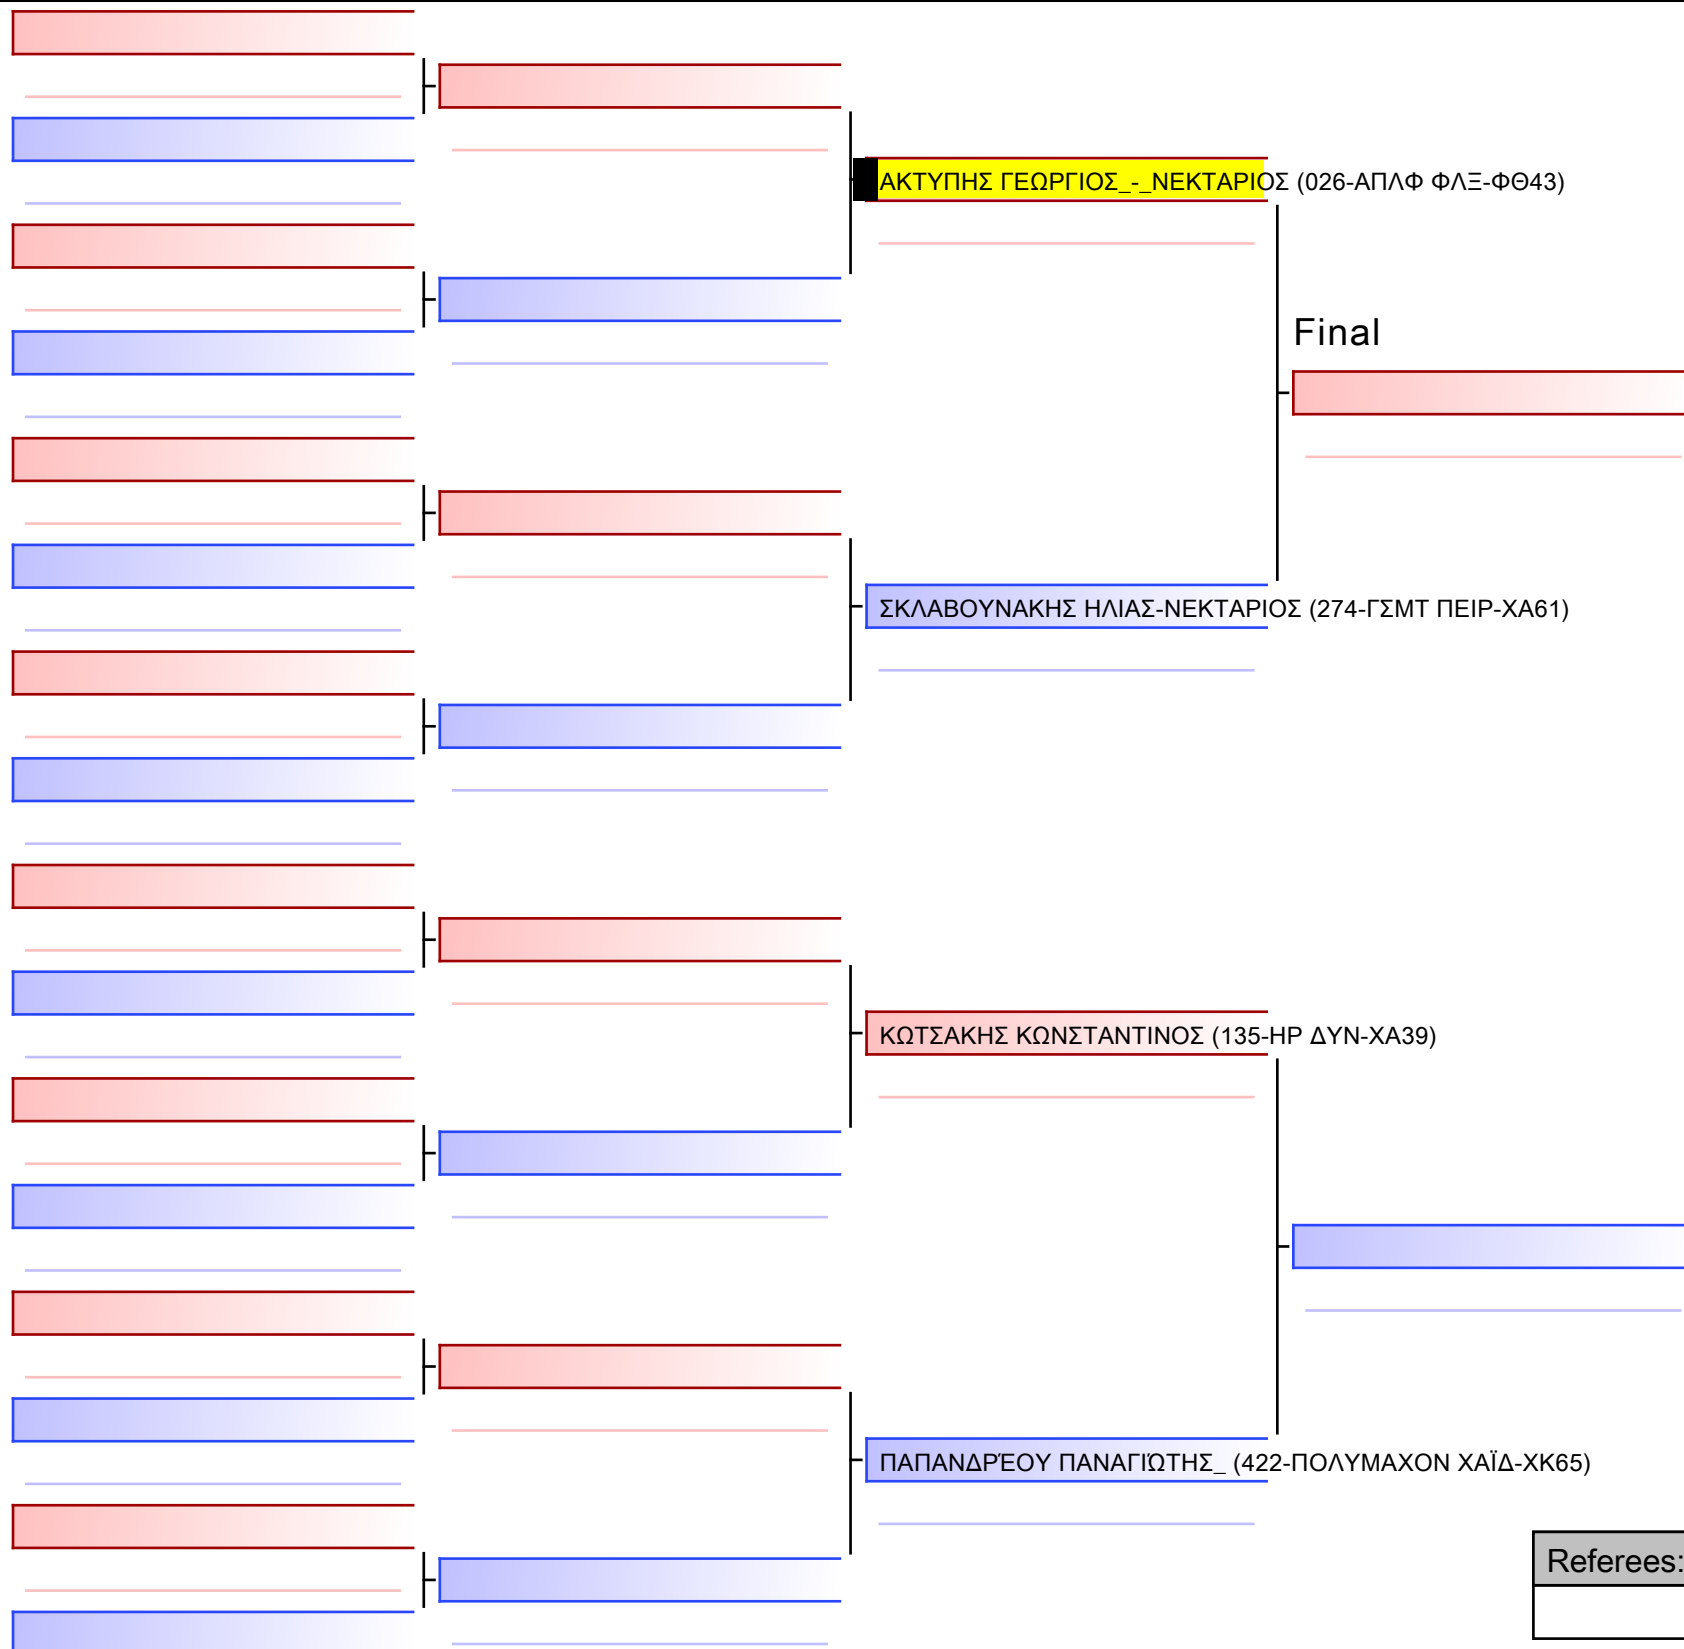 ΑΚΤΥΠΗΣ ΓΕΩΡΓΙΟΣ_-_ΝΕΚΤΑΡΙΟΣ (026-ΑΠΛΦ ΦΛΞ-ΦΘ43)
Final
ΣΚΛΑΒΟΥΝΑΚΗΣ ΗΛΙΑΣ-ΝΕΚΤΑΡΙΟΣ (274-ΓΣΜΤ ΠΕΙΡ-ΧΑ61)
ΚΩΤΣΑΚΗΣ ΚΩΝΣΤΑΝΤΙΝΟΣ (135-ΗΡ ΔΥΝ-ΧΑ39)
ΠΑΠΑΝΔΡΈΟΥ ΠΑΝΑΓΙΏΤΗΣ_ (422-ΠΟΛΥΜΑΧΟΝ ΧΑΪΔ-ΧΚ65)
Referees: